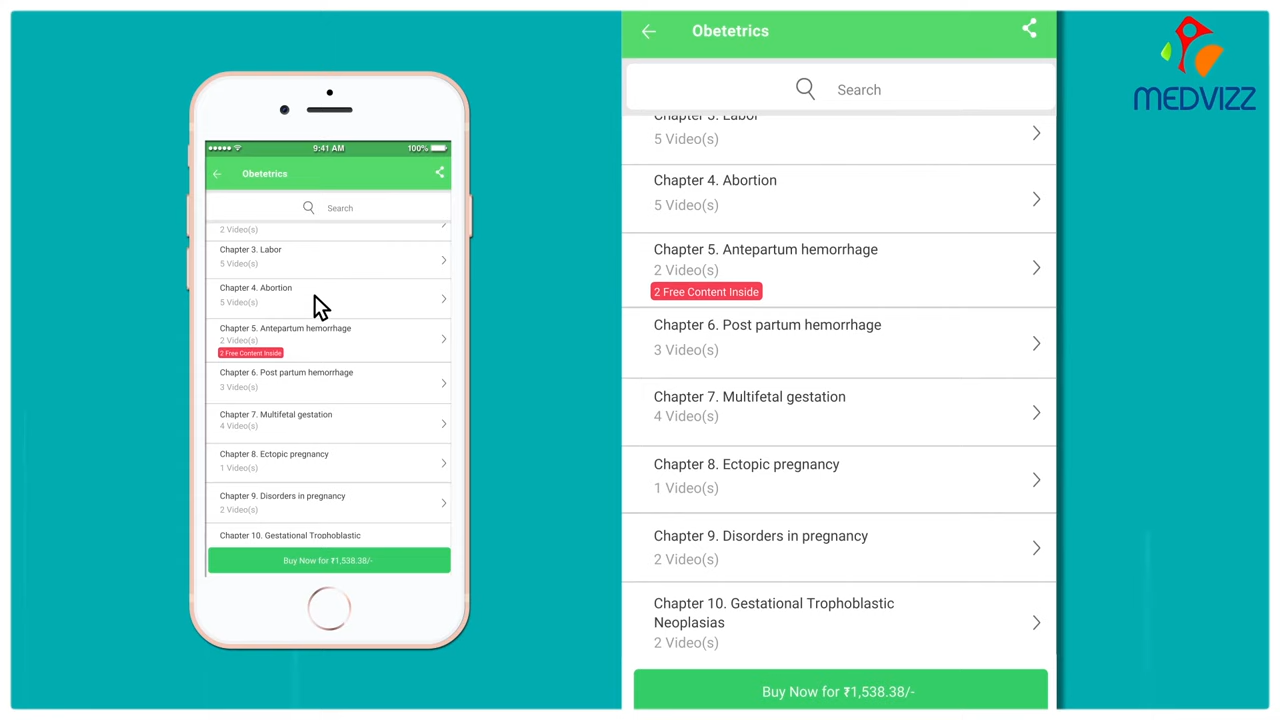 9:41 AM
100%
Obetetrics
Search
2 Video(s)
Chapter 3. Labor
5 Video(s)
Chapter 4. Abortion
5 Video(s)
Chapter 5. Antepartum hemorrhage
2 Video(s)
2 Free Content Inside
Chapter 6. Post partum hemorrhage
3 Video(s)
Chapter 7. Multifetal gestation
4 Video(s)
Chapter 8. Ectopic pregnancy
1 Video(s)
Chapter 9. Disorders in pregnancy
2 Video(s)
Chapter 10. Gestational Trophoblastic
Buy Now for ₹1,538.38/-
Obetetrics
Search
Chapter 3. Labor
5 Video(s)
Chapter 4. Abortion
5 Video(s)
Chapter 5. Antepartum hemorrhage
2 Video(s)
2 Free Content Inside
Chapter 6. Post partum hemorrhage
3 Video(s)
Chapter 7. Multifetal gestation
4 Video(s)
Chapter 8. Ectopic pregnancy
1 Video(s)
Chapter 9. Disorders in pregnancy
2 Video(s)
Chapter 10. Gestational Trophoblastic
Neoplasias
2 Video(s)
Buy Now for ₹1,538.38/-
MEDVIZZ